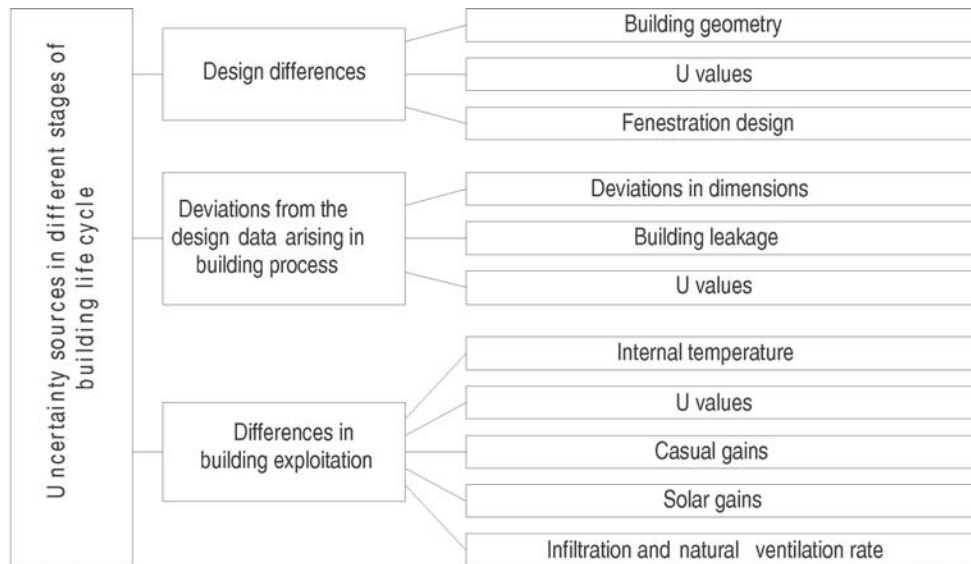 Uncertainty sources in different stages of
building life cycle
Design differences
Building geometry
U values
Fenestration design
Deviations from the
design data arising in
building process
Deviations in dimensions
Building leakage
U values
Differences in
building exploitation
Internal temperature
U values
Casual gains
Solar gains
Infiltration and natural ventilation rate